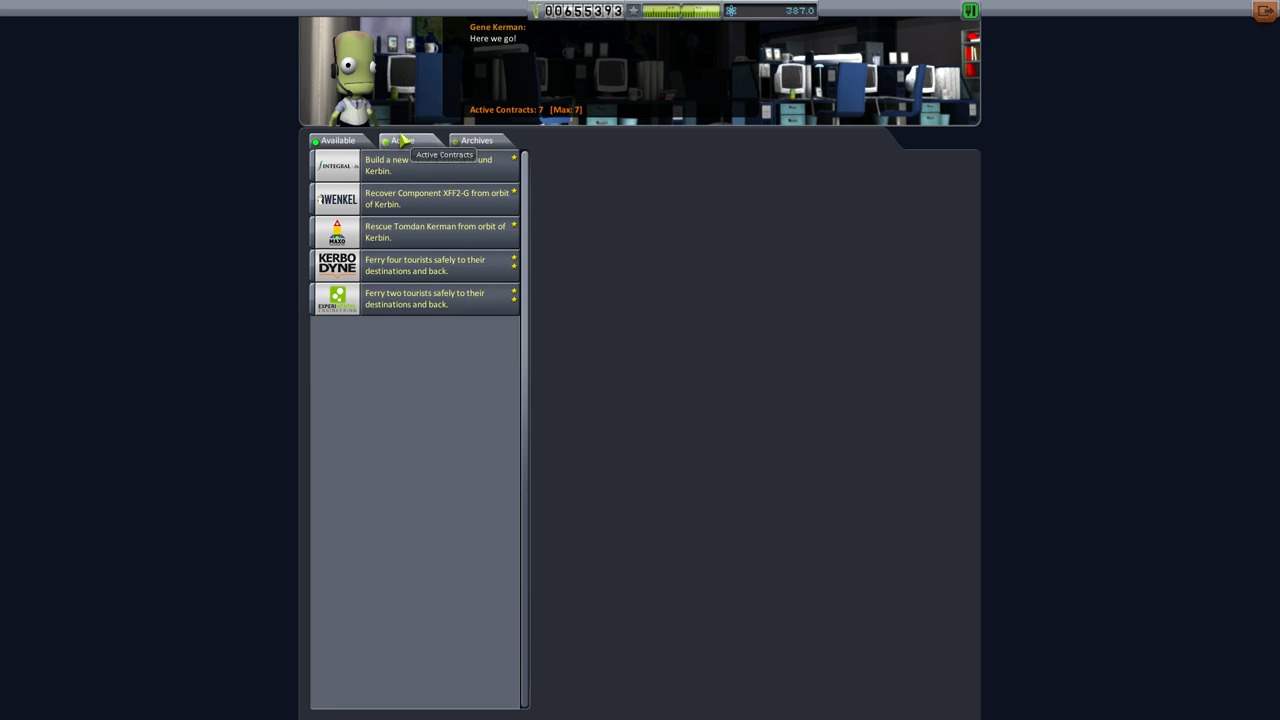 00655393
387.0
Gene Kerman:
Here we go!
Active Contracts: 7 [Max: 7]
Available
Archives
Active Contracts
INTEGRAL
Build a new
Kerbin.
WENKEL
Recover Component XFF2-G from orbit
of Kerbin.
MAXO
Rescue Tomdan Kerman from orbit of
Kerbin.
KERBO
DYNE
Ferry four tourists safely to their
destinations and back.
EXPERIMENTAL
ENGINEERING
Ferry two tourists safely to their
destinations and back.